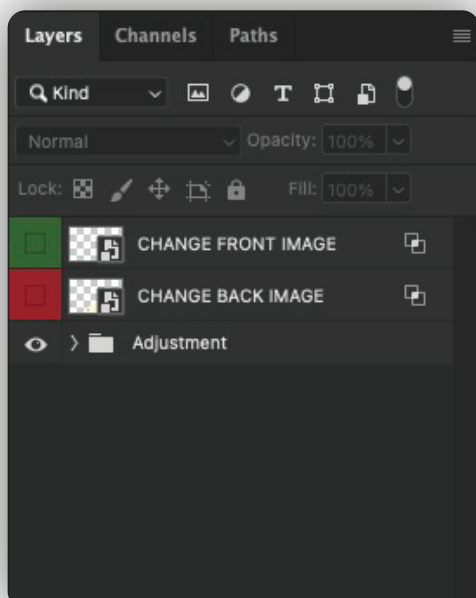 Layers Channels Paths
Kind
Normal Opacity: 100%
Lock: Fill: 100%
CHANGE FRONT IMAGE
CHANGE BACK IMAGE
Adjustment